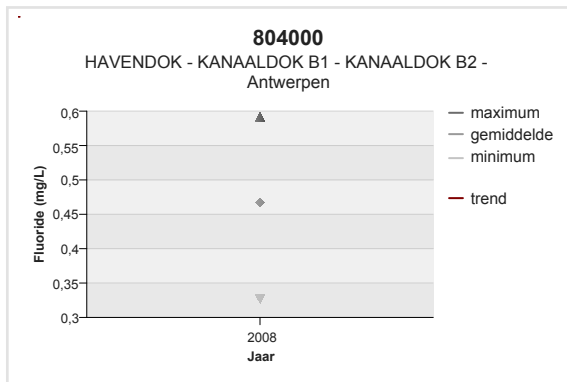 804000
HAVENDOK - KANAALDOK B1 - KANAALDOK B2 -
Antwerpen
0,6
0,55
0,5
0,45
0,4
0,35
0,3
Fluoride (mg/L)
2008
Jaar
maximum
gemiddelde
minimum
trend